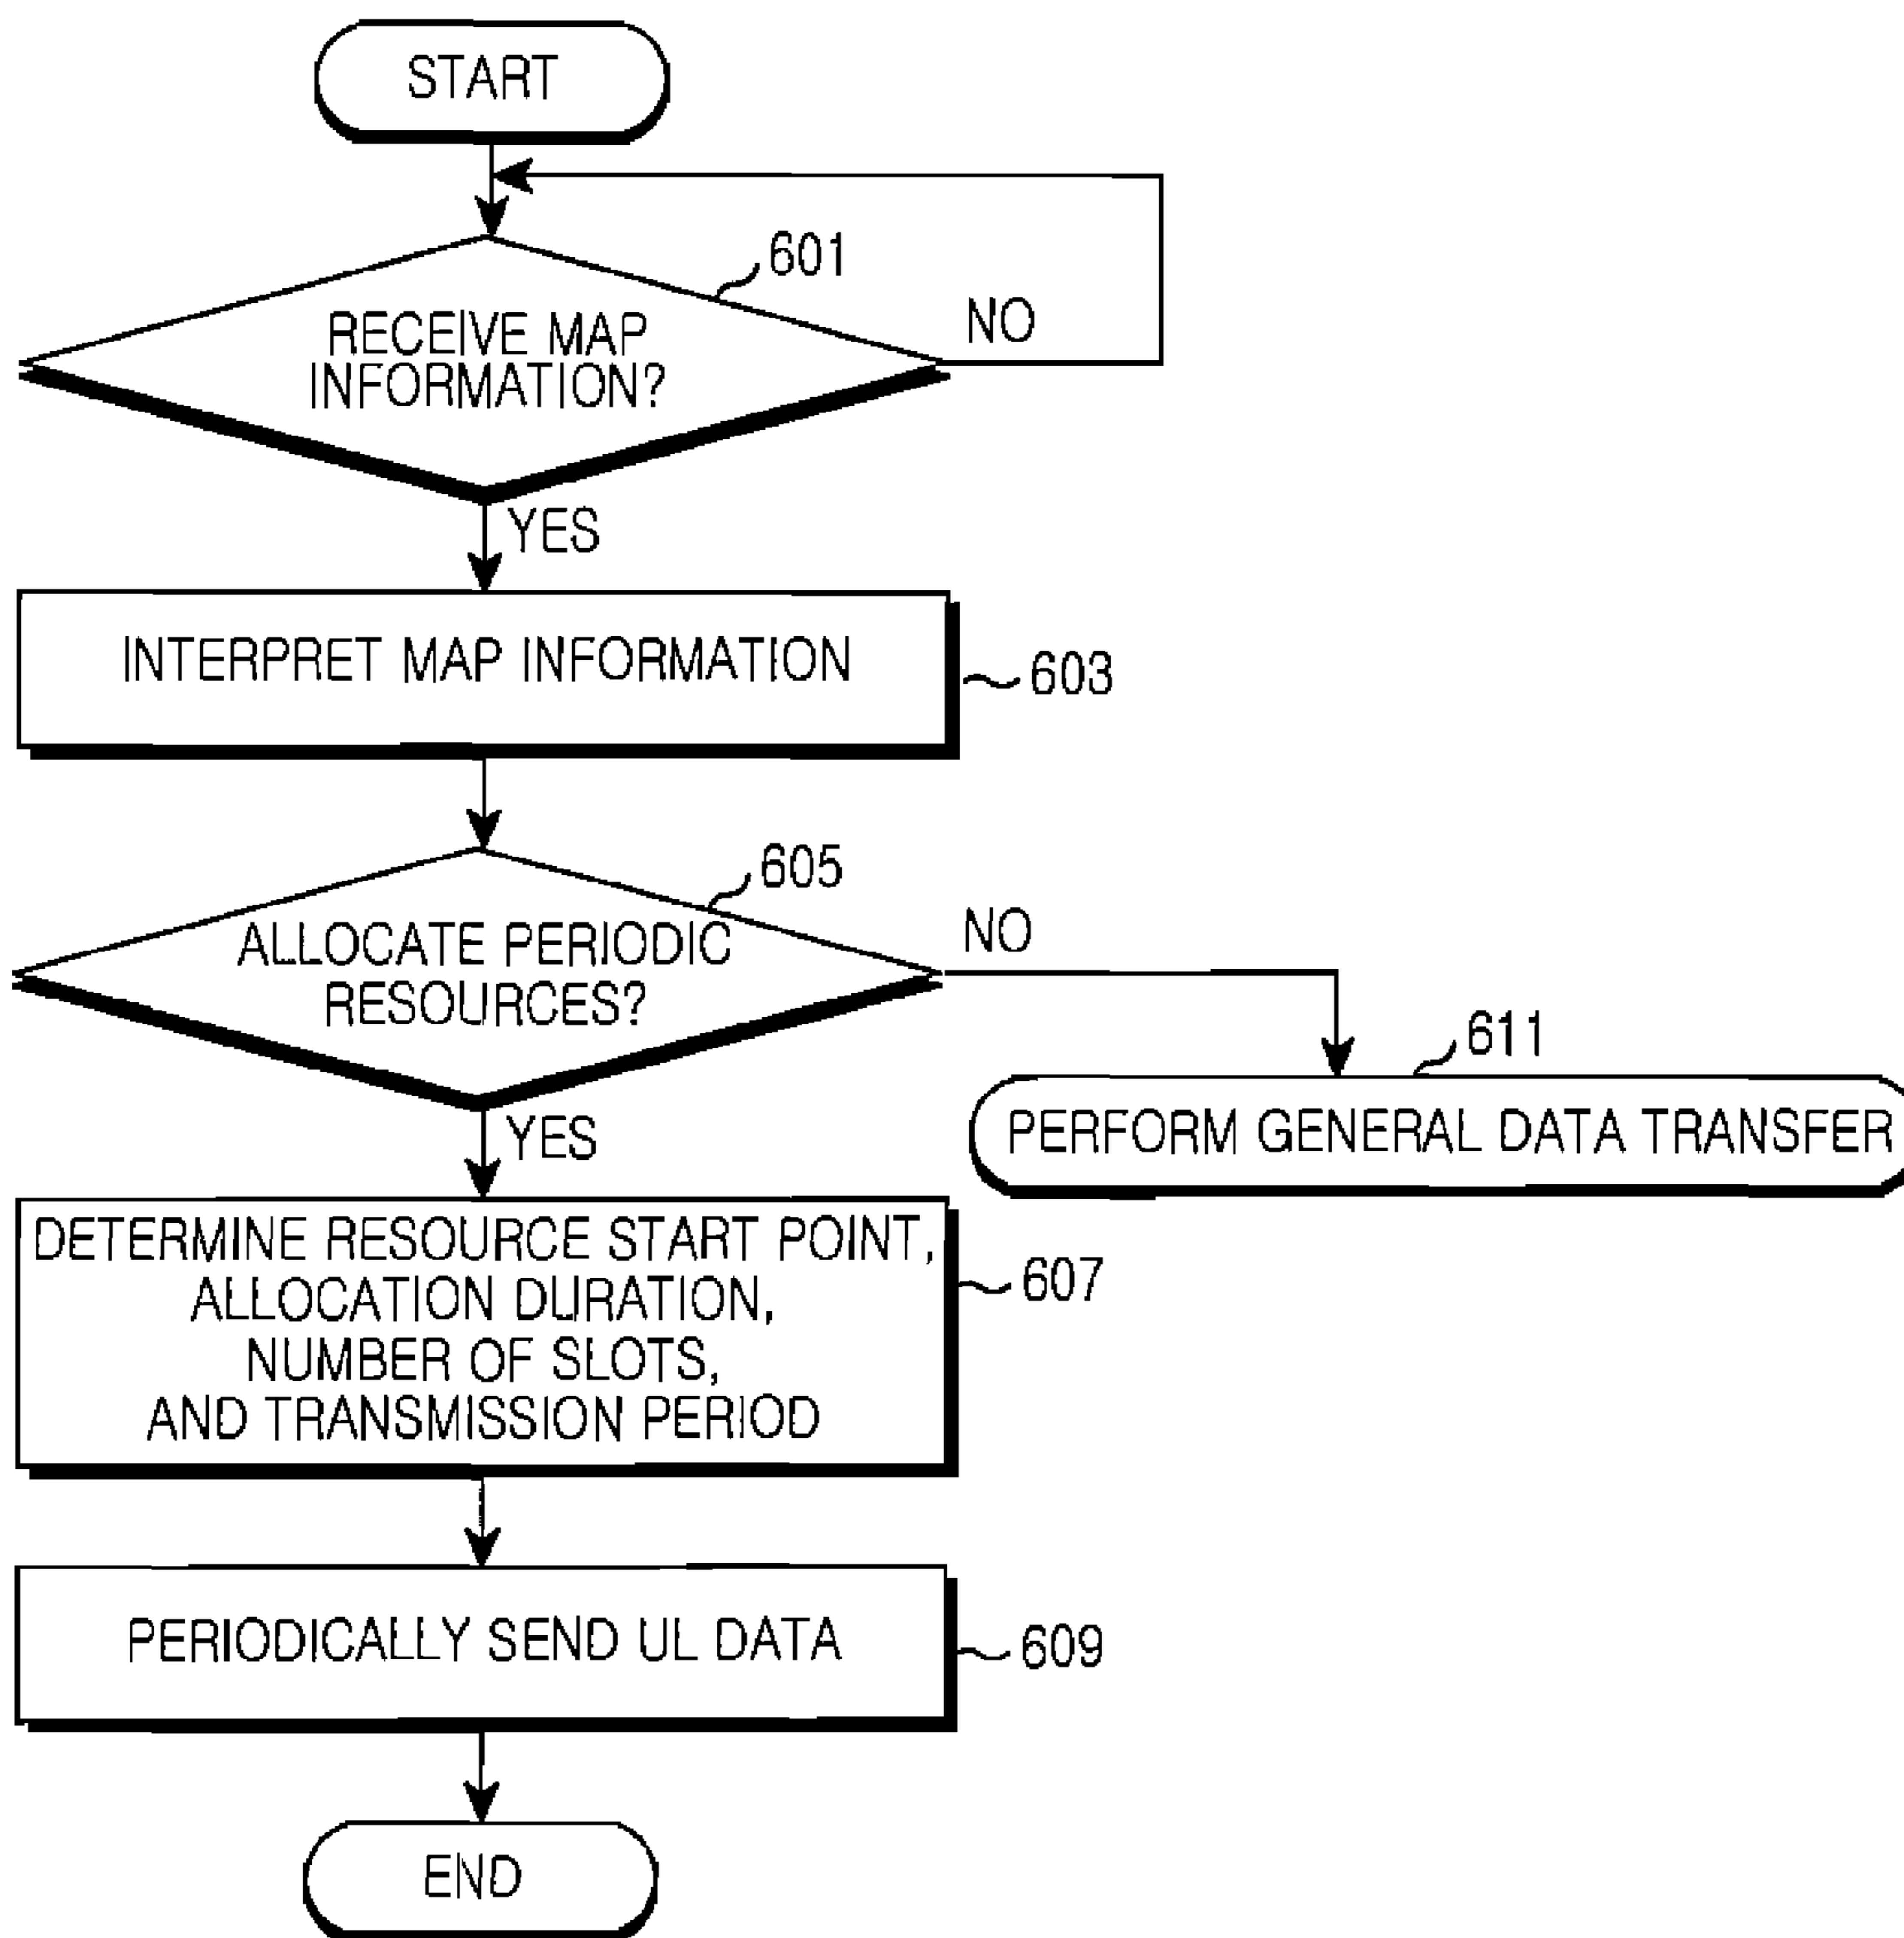 START
601
RECEIVE MAP
INFORMATION?
NO
YES
INTERPRET MAP INFORMATION
603
605
ALLOCATE PERIODIC
RESOURCES?
NO
611
PERFORM GENERAL DATA TRANSFER
YES
DETERMINE RESOURCE START POINT,
ALLOCATION DURATION,
NUMBER OF SLOTS,
AND TRANSMISSION PERIOD
607
PERIODICALLY SEND UL DATA
609
END